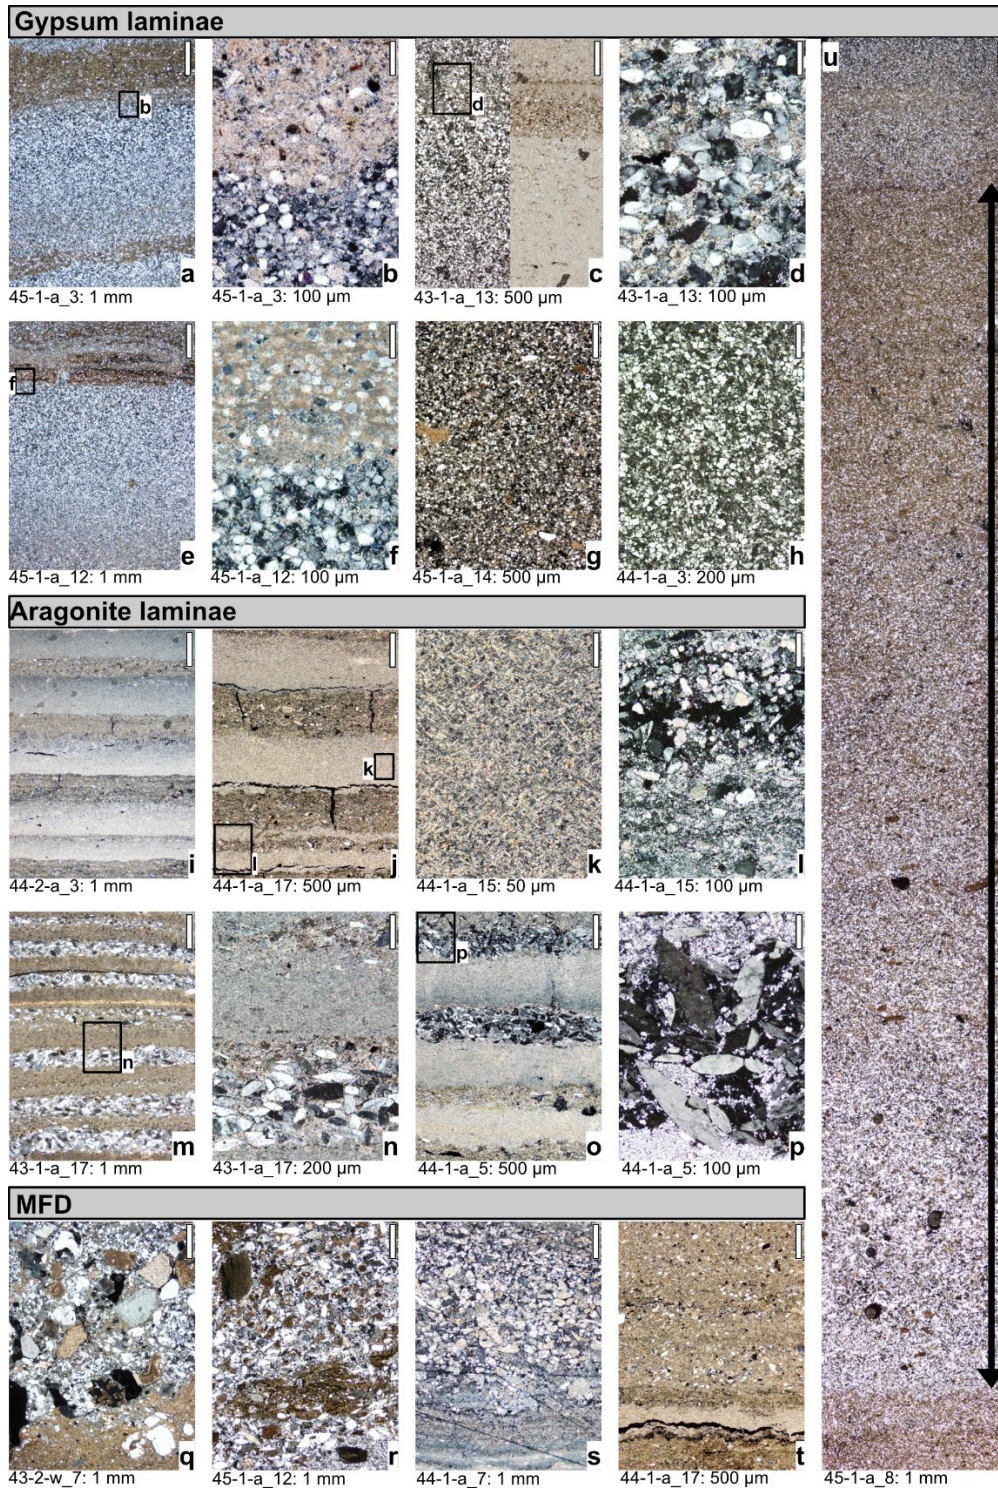 Gypsum laminae
b
a
b
d
c
d
u
45-1-a_3: 1 mm
45-1-a_3: 100 µm
43-1-a_13: 500 µm
43-1-a_13: 100 µm
f
e
f
g
h
45-1-a_12: 1 mm
45-1-a_12: 100 µm
45-1-a_14: 500 µm
44-1-a_3: 200 µm
Aragonite laminae
k
i
l
j
k
l
44-2-a_3: 1 mm
44-1-a_17: 500 µm
44-1-a_15: 50 µm
44-1-a_15: 100 µm
p
n
m
n
o
p
43-1-a_17: 1 mm
43-1-a_17: 200 µm
44-1-a_5: 500 µm
44-1-a_5: 100 µm
MFD
q
r
s
t
43-2-w_7: 1 mm
45-1-a_12: 1 mm
44-1-a_7: 1 mm
44-1-a_17: 500 µm
45-1-a_8: 1 mm